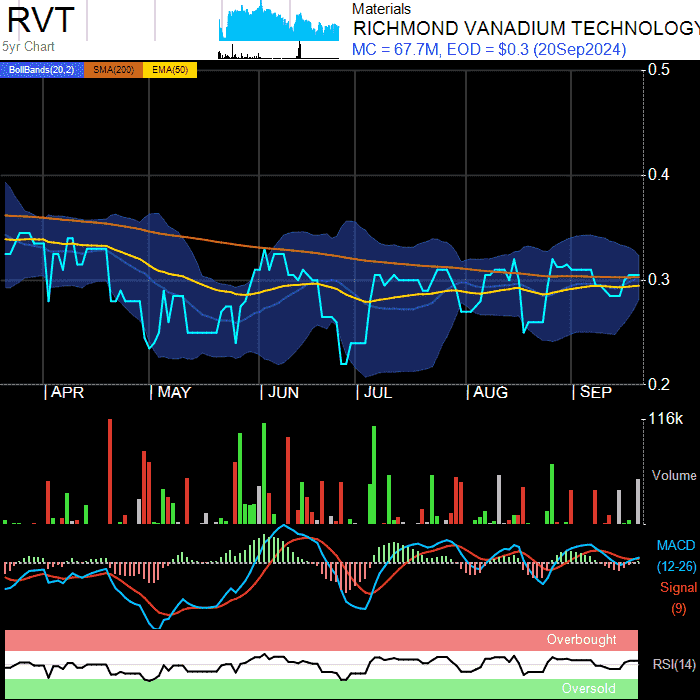 RVT
5yr Chart
Materials
RICHMOND VANADIUM TECHNOLOGY
MC = 67.7M, EOD = $0.3 (20Sep2024)
BollBands(20,2) SMA(200) EMA(50)
0.5
0.4
0.3
0.2
APR MAY JUN JUL AUG SEP
116k
Volume
MACD
(12-26)
Signal
(9)
Overbought
RSI(14)
Oversold